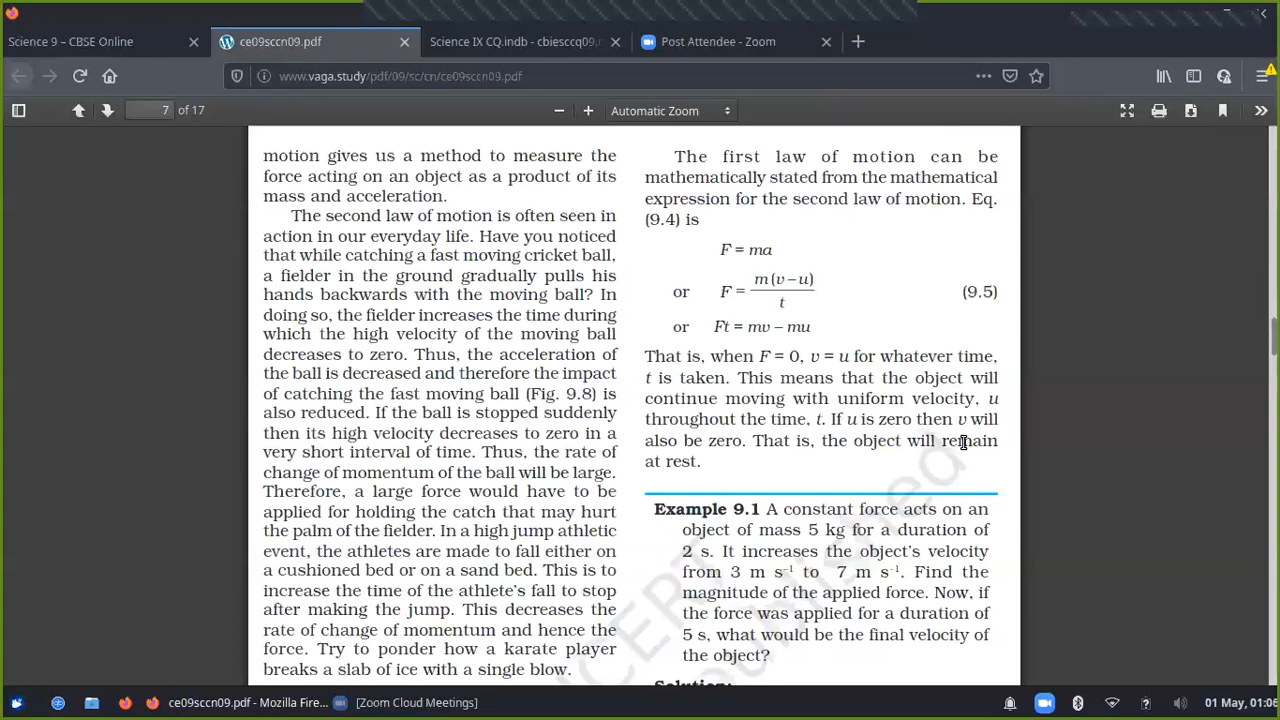 Science 9 – CBSE Online
ce09sccn09.pdf
Science IX CQ.indb - cbiesccq09.
Post Attendee - Zoom
www.vaga.study/pdf/09/sc/cn/ce09sccn09.pdf
7 of 17
Automatic Zoom
motion gives us a method to measure the
force acting on an object as a product of its
mass and acceleration.
The second law of motion is often seen in
action in our everyday life. Have you noticed
that while catching a fast moving cricket ball,
a fielder in the ground gradually pulls his
hands backwards with the moving ball? In
doing so, the fielder increases the time during
which the high velocity of the moving ball
decreases to zero. Thus, the acceleration of
the ball is decreased and therefore the impact
of catching the fast moving ball (Fig. 9.8) is
also reduced. If the ball is stopped suddenly
then its high velocity decreases to zero in a
very short interval of time. Thus, the rate of
change of momentum of the ball will be large.
Therefore, a large force would have to be
applied for holding the catch that may hurt
the palm of the fielder. In a high jump athletic
event, the athletes are made to fall either on
a cushioned bed or on a sand bed. This is to
increase the time of the athlete's fall to stop
after making the jump. This decreases the
rate of change of momentum and hence the
force. Try to ponder how a karate player
breaks a slab of ice with a single blow.
The first law of motion can be
mathematically stated from the mathematical
expression for the second law of motion. Eq.
(9.4) is
F = ma
or F = m(v – u)/t (9.5)
or Ft = mv – mu
That is, when F = 0, v = u for whatever time,
t is taken. This means that the object will
continue moving with uniform velocity, u
throughout the time, t. If u is zero then v will
also be zero. That is, the object will remain
at rest.
Example 9.1 A constant force acts on an
object of mass 5 kg for a duration of
2 s. It increases the object's velocity
from 3 m s⁻¹ to 7 m s⁻¹. Find the
magnitude of the applied force. Now, if
the force was applied for a duration of
5 s, what would be the final velocity of
the object?
Solution:
ce09sccn09.pdf - Mozilla Fire...
[Zoom Cloud Meetings]
01 May, 01:06